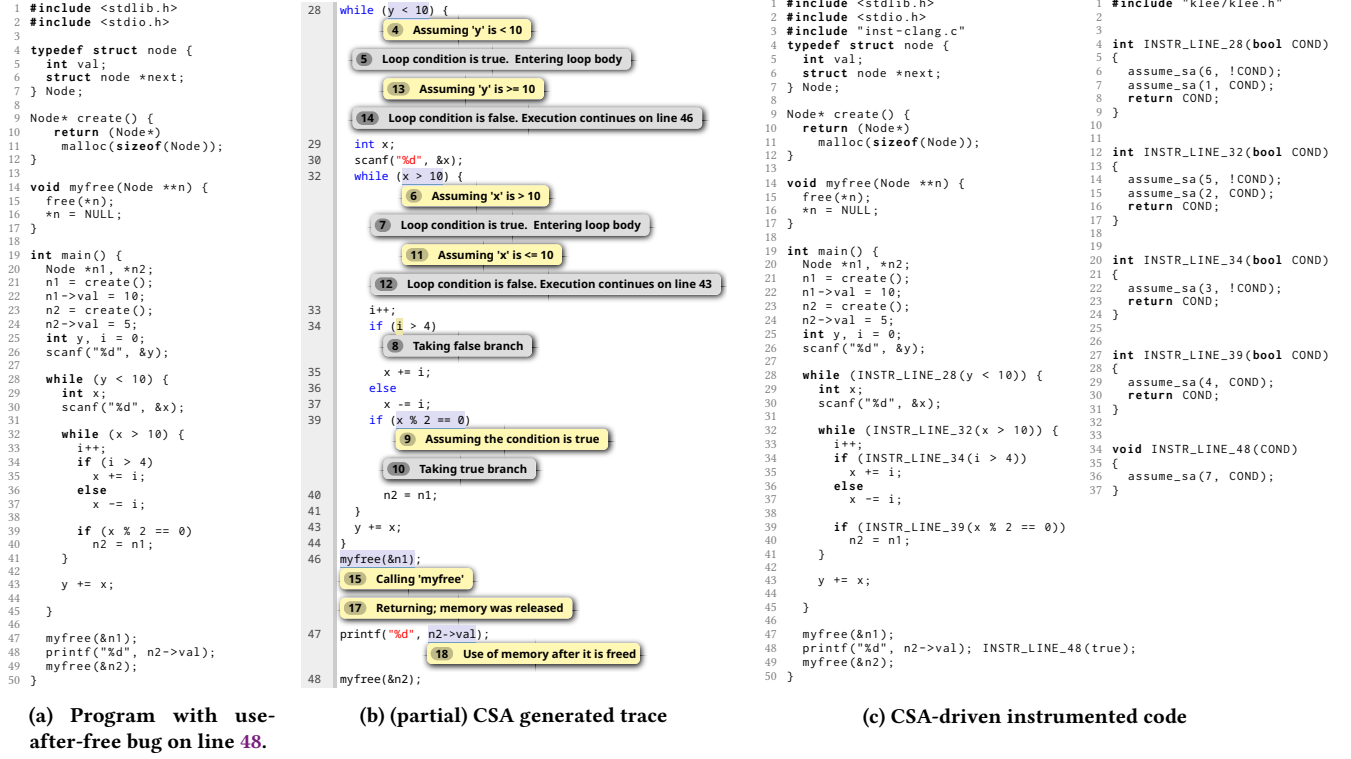 1 #include <stdlib.h>
2 #include <stdio.h>
3
4 typedef struct node {
5 int val;
6 struct node *next;
7 } Node;
8
9 Node* create() {
10 return (Node*)
11 malloc(sizeof(Node));
12 }
13
14 void myfree(Node **n) {
15 free(*n);
16 *n = NULL;
17 }
18
19 int main() {
20 Node *n1, *n2;
21 n1 = create();
22 n1->val = 10;
23 n2 = create();
24 n2->val = 5;
25 int y, i = 0;
26 scanf("%d", &y);
27
28 while (y < 10) {
29 int x;
30 scanf("%d", &x);
31
32 while (x > 10) {
33 i++;
34 if (i > 4)
35 x += i;
36 else
37 x -= i;
38
39 if (x % 2 == 0)
40 n2 = n1;
41 }
42
43 y += x;
44
45 }
46
47 myfree(&n1);
48 printf("%d", n2->val);
49 myfree(&n2);
50 }
(a) Program with use-
after-free bug on line 48.
28 while (y < 10) {
4 Assuming 'y' is < 10
5 Loop condition is true. Entering loop body
13 Assuming 'y' is >= 10
14 Loop condition is false. Execution continues on line 46
29 int x;
30 scanf("%d", &x);
32 while (x > 10) {
6 Assuming 'x' is > 10
7 Loop condition is true. Entering loop body
11 Assuming 'x' is <= 10
12 Loop condition is false. Execution continues on line 43
33 i++;
34 if (i > 4)
8 Taking false branch
35 x += i;
36 else
37 x -= i;
39 if (x % 2 == 0)
9 Assuming the condition is true
10 Taking true branch
40 n2 = n1;
41 }
43 y += x;
44 }
46 myfree(&n1);
15 Calling 'myfree'
17 Returning; memory was released
47 printf("%d", n2->val);
18 Use of memory after it is freed
48 myfree(&n2);
(b) (partial) CSA generated trace
1 #include <stdlib.h>
2 #include <stdio.h>
3 #include "inst-clang.c"
4 typedef struct node {
5 int val;
6 struct node *next;
7 } Node;
8
9 Node* create() {
10 return (Node*)
11 malloc(sizeof(Node));
12 }
13
14 void myfree(Node **n) {
15 free(*n);
16 *n = NULL;
17 }
18
19 int main() {
20 Node *n1, *n2;
21 n1 = create();
22 n1->val = 10;
23 n2 = create();
24 n2->val = 5;
25 int y, i = 0;
26 scanf("%d", &y);
27
28 while (INSTR_LINE_28(y < 10)) {
29 int x;
30 scanf("%d", &x);
31
32 while (INSTR_LINE_32(x > 10)) {
33 i++;
34 if (INSTR_LINE_34(i > 4))
35 x += i;
36 else
37 x -= i;
38
39 if (INSTR_LINE_39(x % 2 == 0))
40 n2 = n1;
41 }
42
43 y += x;
44
45 }
46
47 myfree(&n1);
48 printf("%d", n2->val); INSTR_LINE_48(true);
49 myfree(&n2);
50 }
1 #include "klee/klee.h"
2
3
4 int INSTR_LINE_28(bool COND)
5 {
6 assume_sa(6, !COND);
7 assume_sa(1, COND);
8 return COND;
9 }
10
11
12 int INSTR_LINE_32(bool COND)
13 {
14 assume_sa(5, !COND);
15 assume_sa(2, COND);
16 return COND;
17 }
18
19
20 int INSTR_LINE_34(bool COND)
21 {
22 assume_sa(3, !COND);
23 return COND;
24 }
25
26
27 int INSTR_LINE_39(bool COND)
28 {
29 assume_sa(4, COND);
30 return COND;
31 }
32
33
34 void INSTR_LINE_48(COND)
35 {
36 assume_sa(7, COND);
37 }
(c) CSA-driven instrumented code